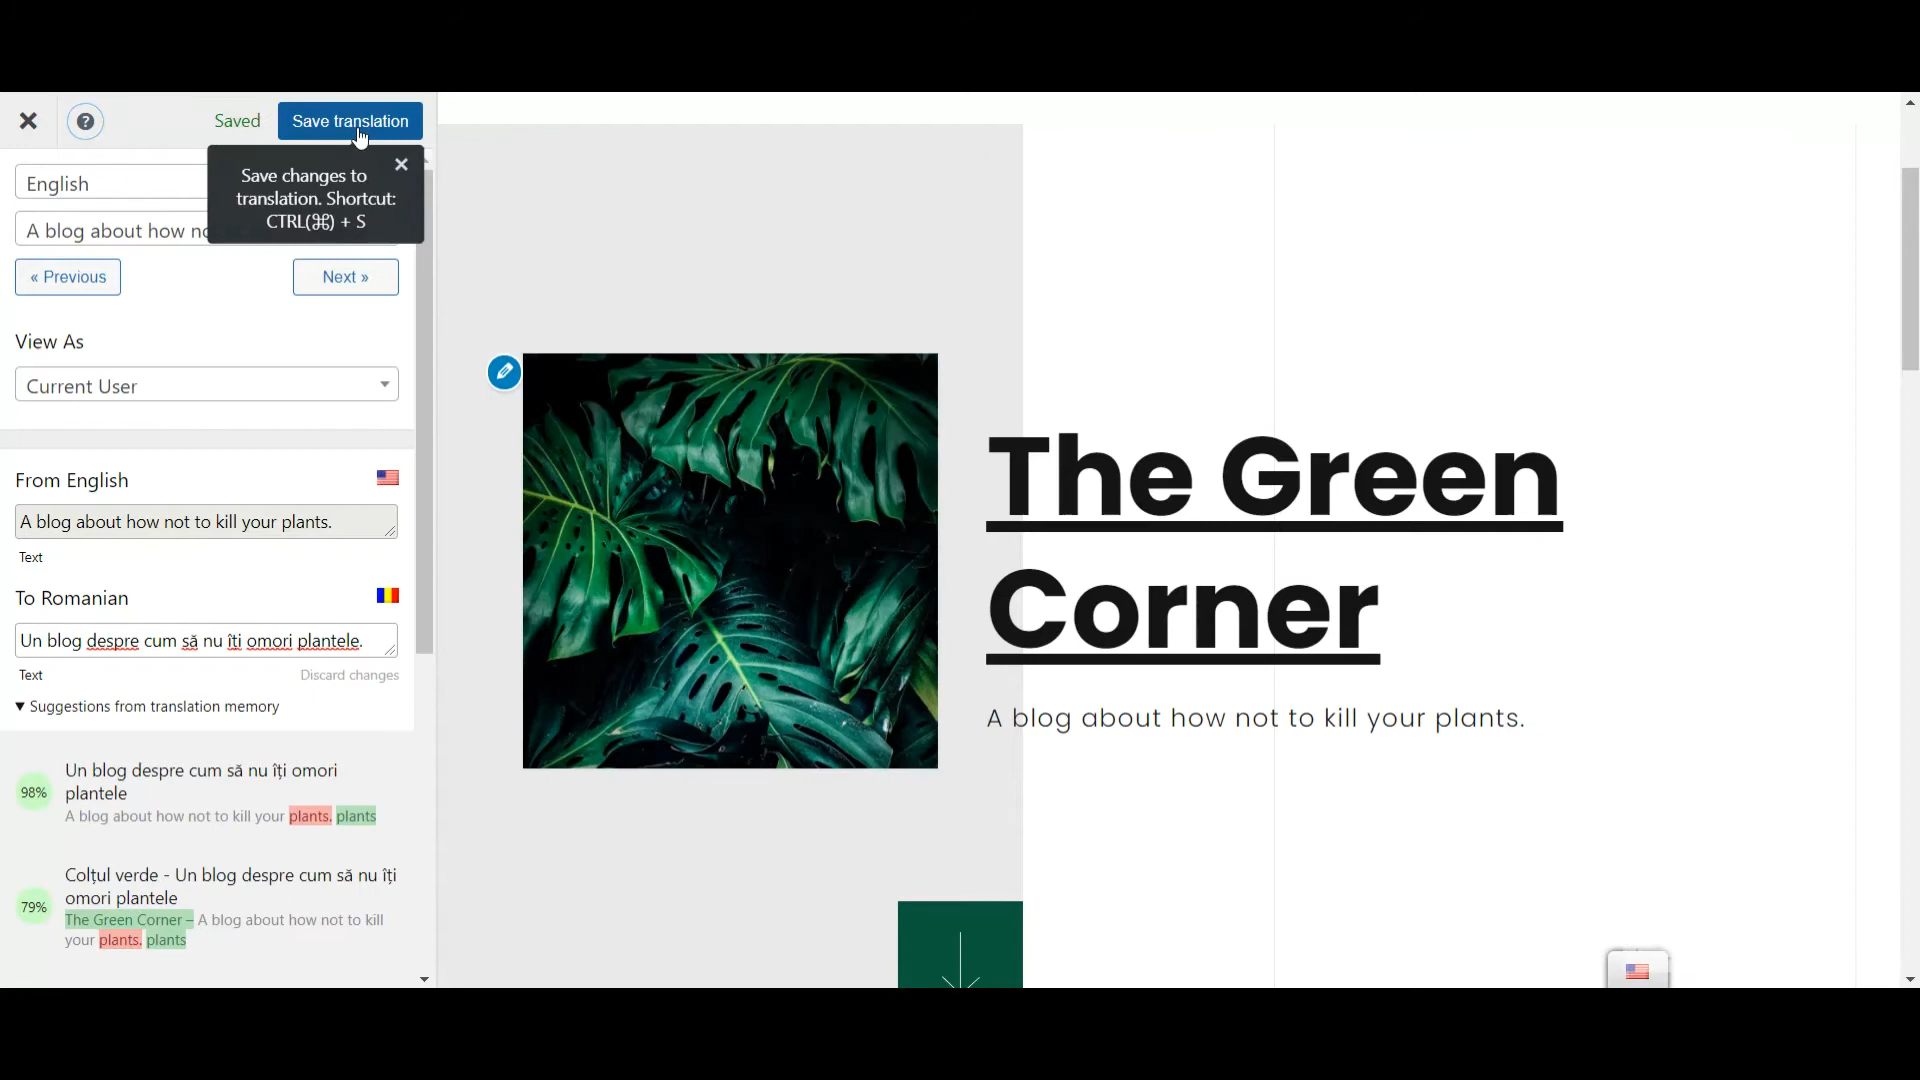 Saved
Save translation
Save changes to
translation. Shortcut:
CTRL(⌘) + S
English
A blog about how no
« Previous
Next »
View As
Current User
From English
A blog about how not to kill your plants.
Text
To Romanian
Un blog despre cum să nu îți omori plantele.
Text
Discard changes
▼ Suggestions from translation memory
98%
Un blog despre cum să nu îți omori
plantele
A blog about how not to kill your plants. plants
79%
Colțul verde - Un blog despre cum să nu îți
omori plantele
The Green Corner – A blog about how not to kill
your plants. plants
The Green
Corner
A blog about how not to kill your plants.